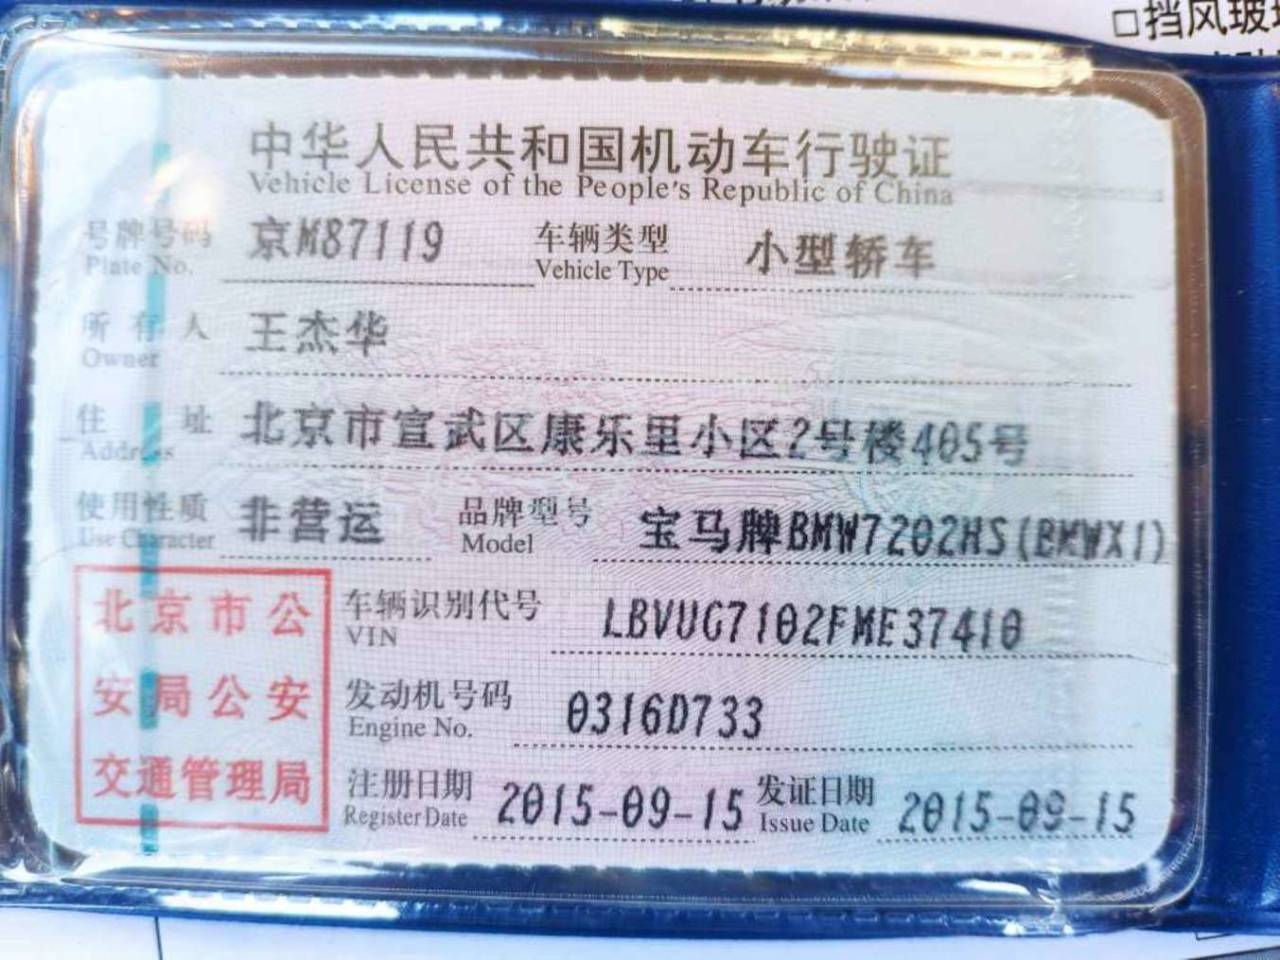 挡风玻
中华人民共和国机动车行驶证
Vehicle License of the People's Republic of China
号牌号码 京M87119 车辆类型 小型轿车
Plate No. Vehicle Type
所有人 王杰华
Owner
住址 北京市宣武区康乐里小区2号楼405号
Address
使用性质 非营运 品牌型号 宝马牌BMW7202HS(BMWX1)
Use Character Model
北京市公
安局公安
交通管理局
车辆识别代号 LBVUG7102FME37410
VIN
发动机号码 0316D733
Engine No.
注册日期 2015-09-15 发证日期 2015-09-15
Register Date Issue Date